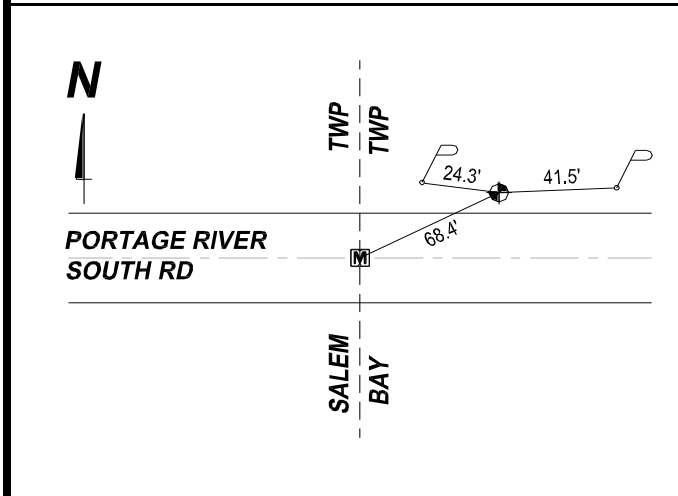 N
TWP
TWP
24.3'
41.5'
68.4'
PORTAGE RIVER
SOUTH RD
M
SALEM
BAY